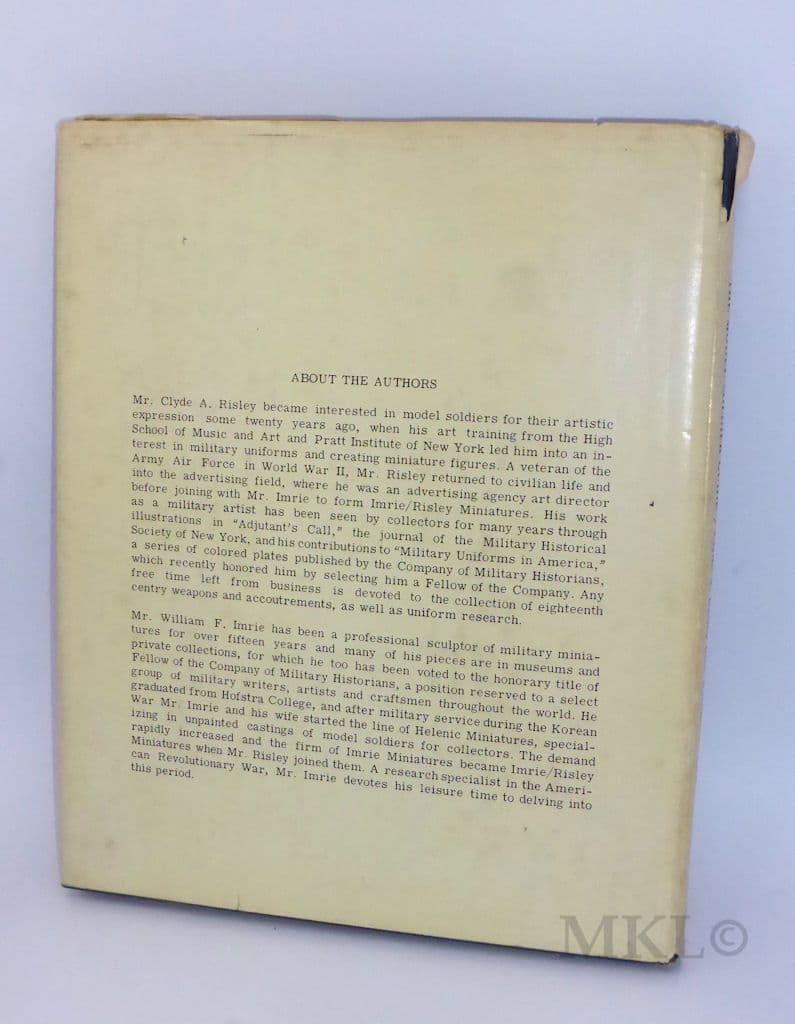 ABOUT THE AUTHORS
Mr. Clyde A. Risley became interested in model soldiers for their artistic
expression some twenty years ago, when his art training from the High
School of Music and Art and Pratt Institute of New York led him into an in-
terest in military uniforms and creating miniature figures. A veteran of the
Army Air Force in World War II, Mr. Risley returned to civilian life and
into the advertising field, where he was an advertising agency art director
before joining with Mr. Imrie to form Imrie/Risley Miniatures. His work
as a military artist has been seen by collectors for many years through
illustrations in "Adjutant's Call," the journal of the Military Historical
Society of New York, and his contributions to "Military Uniforms in America,"
a series of colored plates published by the Company of Military Historians,
which recently honored him by selecting him a Fellow of the Company. Any
free time left from business is devoted to the collection of eighteenth
centry weapons and accoutrements, as well as uniform research.
Mr. William F. Imrie has been a professional sculptor of military minia-
tures for over fifteen years and many of his pieces are in museums and
private collections, for which he too has been voted to the honorary title of
Fellow of the Company of Military Historians, a position reserved to a select
group of military writers, artists and craftsmen throughout the world. He
graduated from Hofstra College, and after military service during the Korean
War Mr. Imrie and his wife started the line of Helenic Miniatures, special-
izing in unpainted castings of model soldiers for collectors. The demand
rapidly increased and the firm of Imrie Miniatures became Imrie/Risley
Miniatures when Mr. Risley joined them. A research specialist in the Ameri-
can Revolutionary War, Mr. Imrie devotes his leisure time to delving into
this period.
MKL©